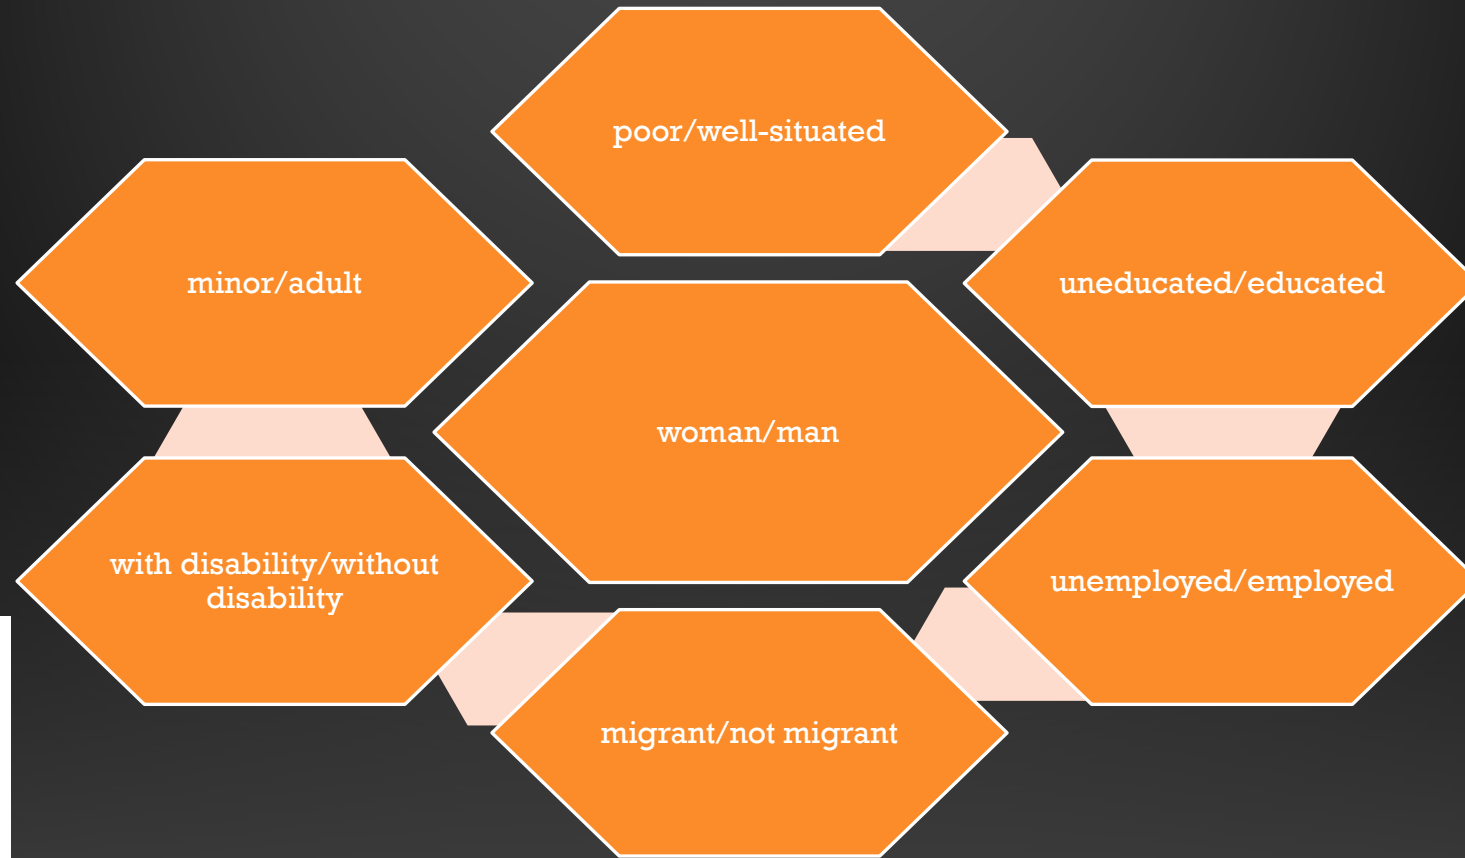 poor/well-situated
minor/adult
uneducated/educated
woman/man
with disability/without
disability
unemployed/employed
migrant/not migrant